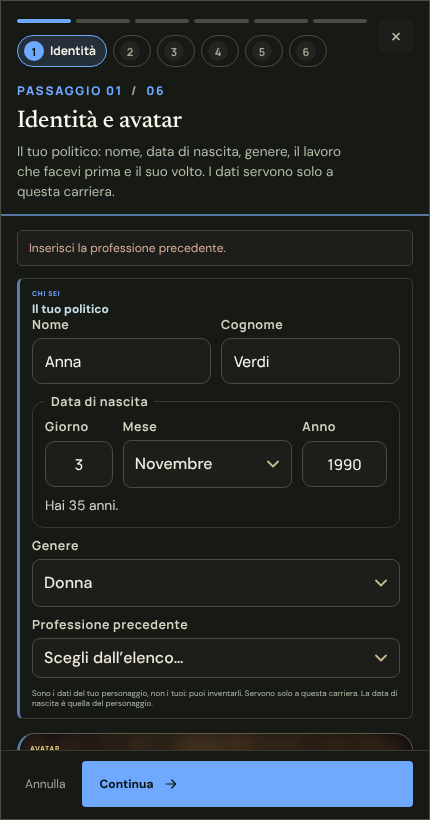 1 Identità 2 3 4 5 6
PASSAGGIO 01 / 06
Identità e avatar
Il tuo politico: nome, data di nascita, genere, il lavoro
che facevi prima e il suo volto. I dati servono solo a
questa carriera.
Inserisci la professione precedente.
CHI SEI
Il tuo politico
Nome Cognome
Anna Verdi
Data di nascita
Giorno Mese Anno
3 Novembre 1990
Hai 35 anni.
Genere
Donna
Professione precedente
Scegli dall'elenco...
Sono i dati del tuo personaggio, non i tuoi: puoi inventarli. Servono solo a questa carriera. La data di
nascita è quella del personaggio.
AVATAR
Annulla Continua →